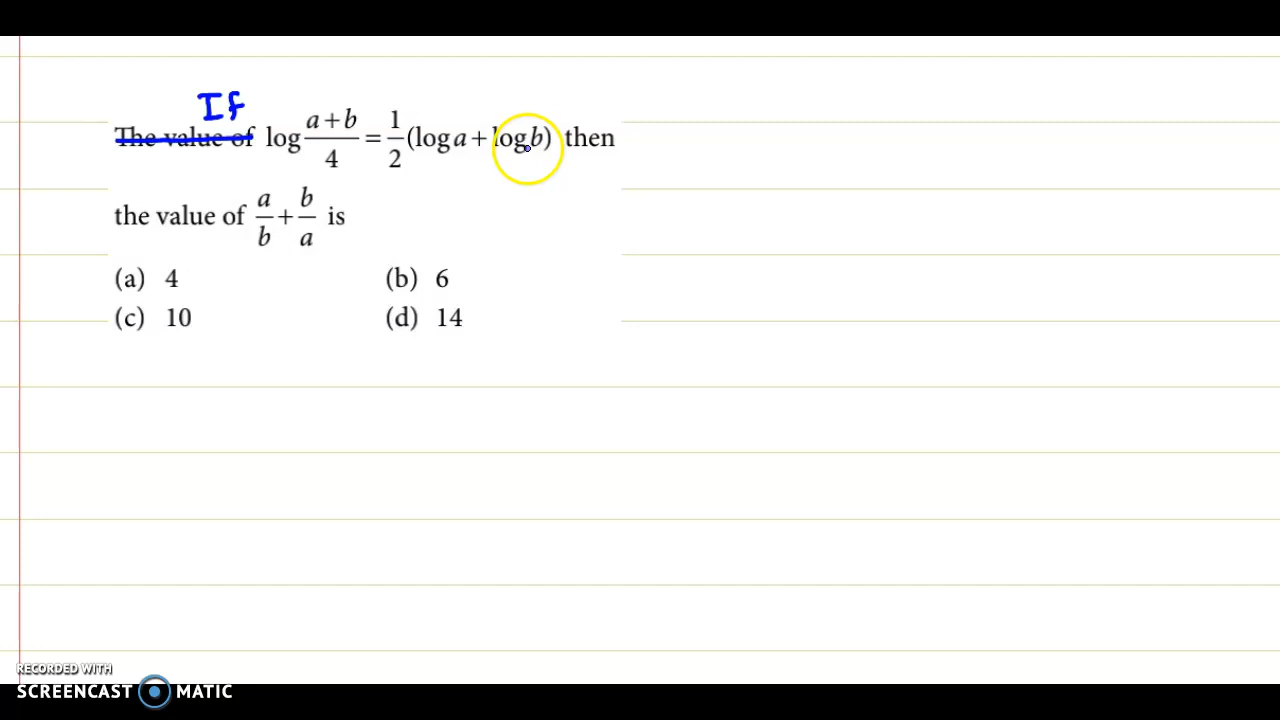 If
The value of log a+b/4 = 1/2 (log a + log b) then
the value of a/b + b/a is
(a) 4 (b) 6
(c) 10 (d) 14
RECORDED WITH
SCREENCAST MATIC